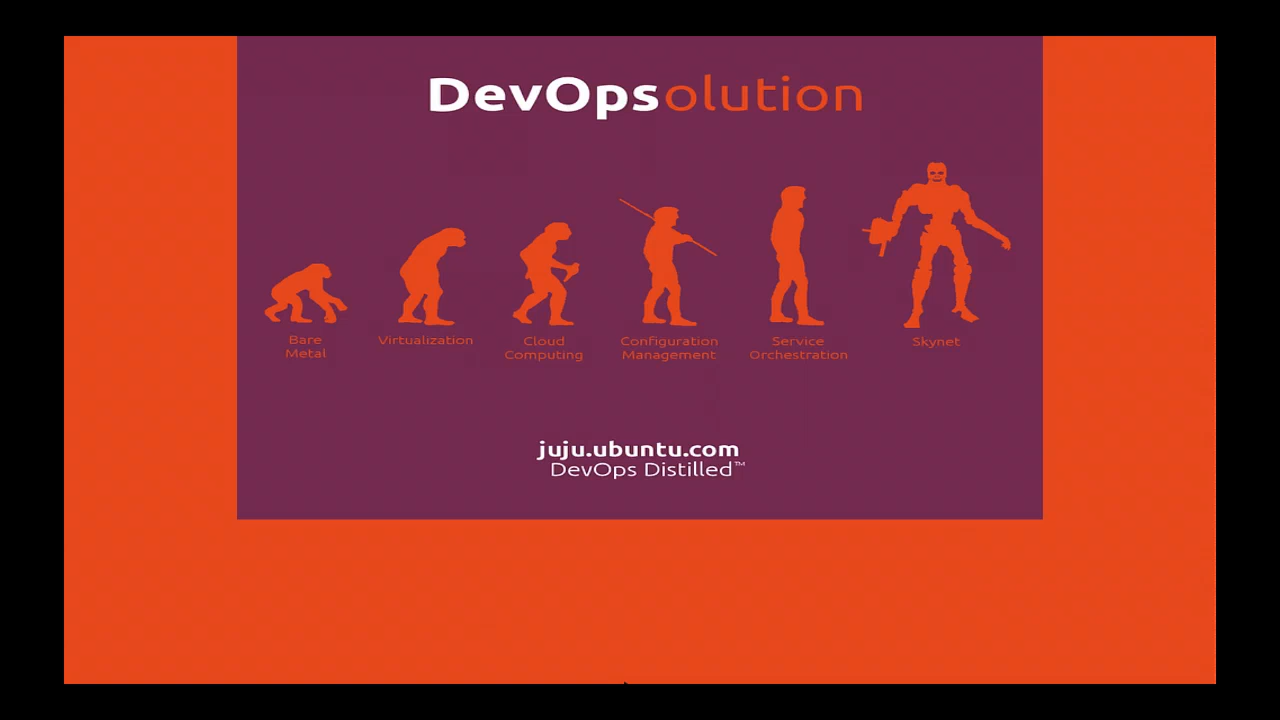 DevOpsolution
Bare
Metal
Virtualization
Cloud
Computing
Configuration
Management
Service
Orchestration
Skynet
juju.ubuntu.com
DevOps Distilled™